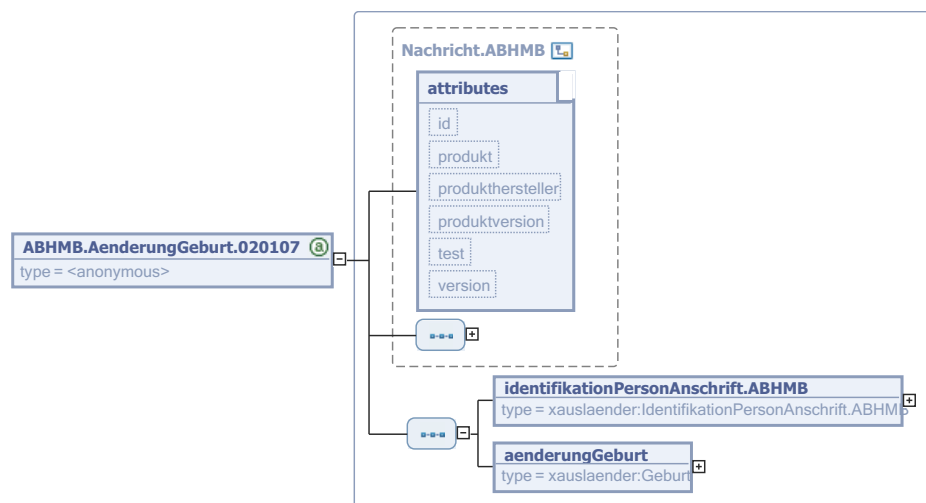 Nachricht.ABHMB
attributes
id
produkt
produkthersteller
produktversion
test
version
ABHMB.AenderungGeburt.020107 a
type = <anonymous>
identifikationPersonAnschrift.ABHMB
type = xauslaender:IdentifikationPersonAnschrift.ABHMB
aenderungGeburt
type = xauslaender:Geburt